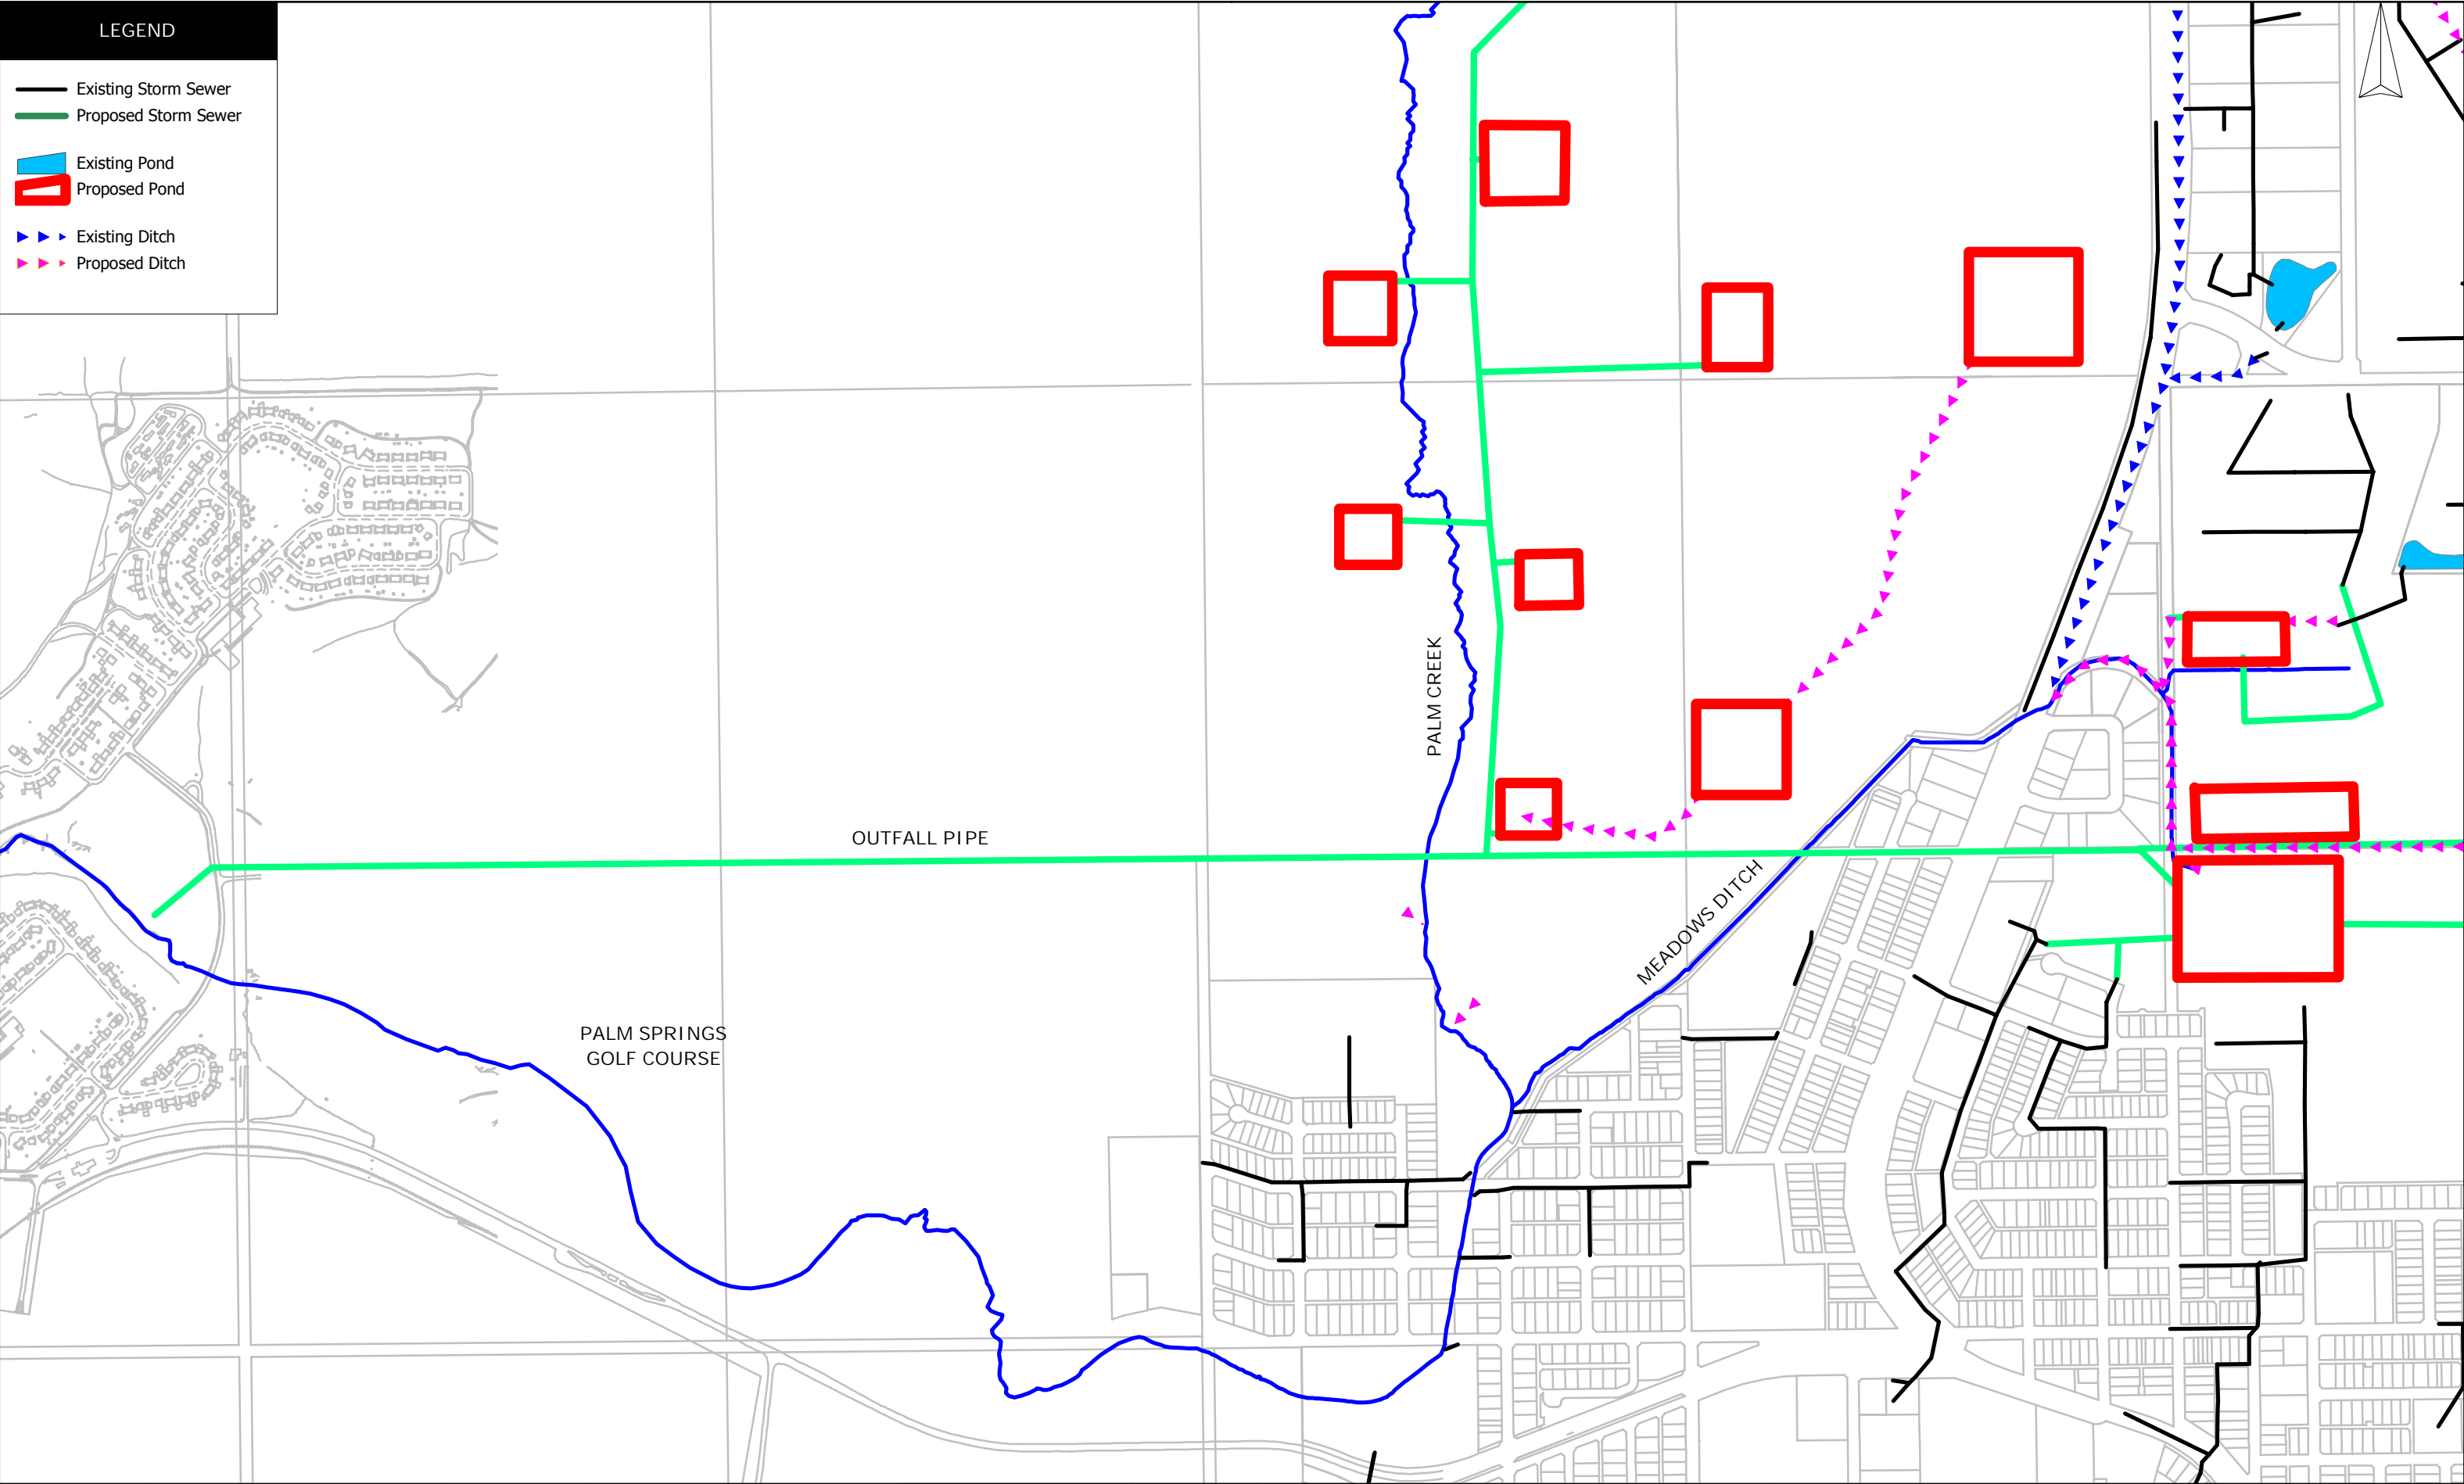 LEGEND
Existing Storm Sewer
Proposed Storm Sewer
Existing Pond
Proposed Pond
Existing Ditch
Proposed Ditch
PALM CREEK
OUTFALL PIPE
MEADOWS DITCH
PALM SPRINGS
GOLF COURSE